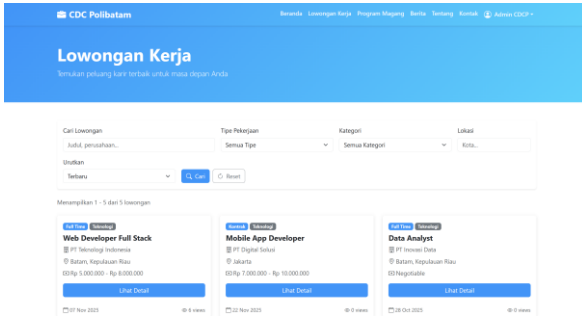 CDC Polibatam
Beranda Lowongan Kerja Program Magang Berita Tentang Kontak Admin CDCP
Lowongan Kerja
Temukan peluang karir terbaik untuk masa depan Anda
Cari Lowongan Tipe Pekerjaan Kategori Lokasi
Judul, perusahaan... Semua Tipe Semua Kategori Kota...
Urutkan
Terbaru Cari Reset
Menampilkan 1 - 5 dari 5 lowongan
Full Time Teknologi Kontrak Teknologi Full Time Teknologi
Web Developer Full Stack Mobile App Developer Data Analyst
PT Teknologi Indonesia PT Digital Solusi PT Inovasi Data
Batam, Kepulauan Riau Jakarta Batam, Kepulauan Riau
Rp 5.000.000 - Rp 8.000.000 Rp 7.000.000 - Rp 10.000.000 Negotiable
Lihat Detail Lihat Detail Lihat Detail
07 Nov 2025 6 views 22 Nov 2025 0 views 28 Oct 2025 0 views